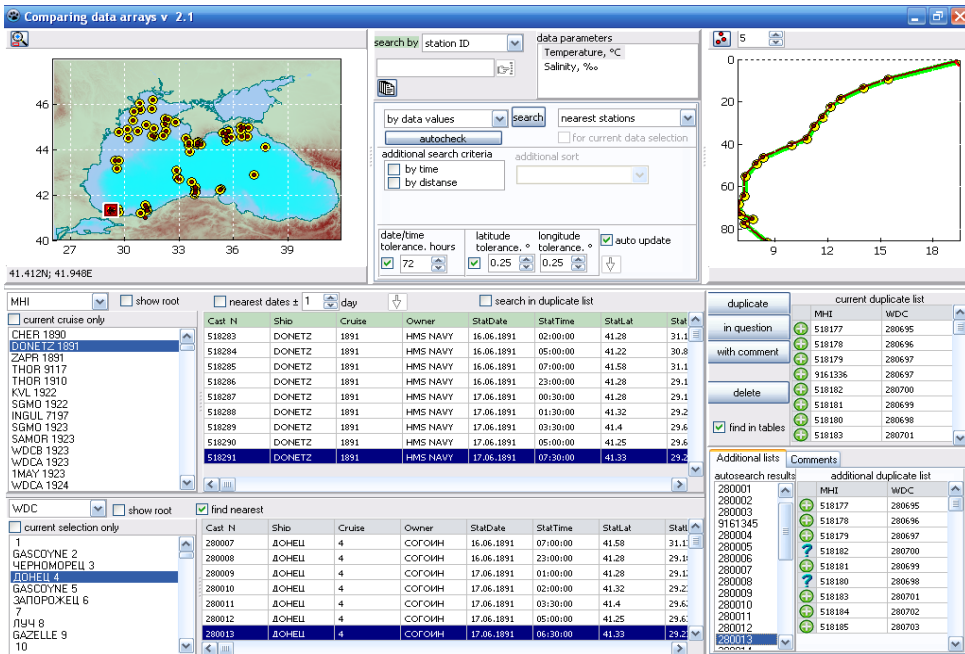 Comparing data arrays v 2.1
search by station ID
data parameters
Temperature, °C
Salinity, ‰
5
by data values search nearest stations
autocheck for current data selection
additional search criteria additional sort
by time
by distanse
date/time tolerance. hours latitude tolerance. ° longitude tolerance. ° auto update
72 0.25 0.25
46
44
42
40
27 30 33 36 39
41.412N; 41.948E
0
20
40
60
80
9 12 15 18
MHI show root nearest dates ± 1 day search in duplicate list
current cruise only
CHER 1890
DONETZ 1891
ZAPR 1891
THOR 9117
THOR 1910
KVL 1922
SGMO 1922
INGUL 7197
SGMO 1923
SAMOR 1923
WDCB 1923
WDCA 1923
1MAY 1923
WDCA 1924
Cast N Ship Cruise Owner StatDate StatTime StatLat
518283 DONETZ 1891 HMS NAVY 16.06.1891 02:00:00 41.28 31.1
518284 DONETZ 1891 HMS NAVY 16.06.1891 05:00:00 41.22 30.8
518285 DONETZ 1891 HMS NAVY 16.06.1891 07:00:00 41.58 31.1
518286 DONETZ 1891 HMS NAVY 16.06.1891 23:00:00 41.28 29.1
518287 DONETZ 1891 HMS NAVY 17.06.1891 00:30:00 41.28 29.1
518288 DONETZ 1891 HMS NAVY 17.06.1891 01:30:00 41.32 29.2
518289 DONETZ 1891 HMS NAVY 17.06.1891 03:30:00 41.4 29.6
518290 DONETZ 1891 HMS NAVY 17.06.1891 05:00:00 41.25 29.6
518291 DONETZ 1891 HMS NAVY 17.06.1891 07:30:00 41.33 29.2
duplicate
in question
with comment
delete
find in tables
current duplicate list
MHI WDC
518177 280695
518178 280696
518179 280697
9161336 280697
518182 280700
518181 280699
518180 280698
518183 280701
WDC show root find nearest
current selection only
1
GASCOYNE 2
ЧЕРНОМОРЕЦ 3
ДОНЕЦ 4
GASCOYNE 5
ЗАПОРОЖЕЦ 6
7
ЛУЧ 8
GAZELLE 9
10
Cast N Ship Cruise Owner StatDate StatTime StatLat
280007 ДОНЕЦ 4 СОГОИН 16.06.1891 07:00:00 41.58
280008 ДОНЕЦ 4 СОГОИН 16.06.1891 23:00:00 41.28
280009 ДОНЕЦ 4 СОГОИН 17.06.1891 01:00:00 41.28
280010 ДОНЕЦ 4 СОГОИН 17.06.1891 02:00:00 41.32
280011 ДОНЕЦ 4 СОГОИН 17.06.1891 03:30:00 41.4
280012 ДОНЕЦ 4 СОГОИН 17.06.1891 05:00:00 41.25
280013 ДОНЕЦ 4 СОГОИН 17.06.1891 06:30:00 41.33
Additional lists Comments
autosearch results
280001
280002
280003
9161345
280004
280005
280006
280007
280008
280009
280010
280011
280012
280013
additional duplicate list
MHI WDC
518177 280695
518178 280696
518179 280697
518182 280700
518181 280699
518180 280698
518183 280701
518184 280702
518185 280703